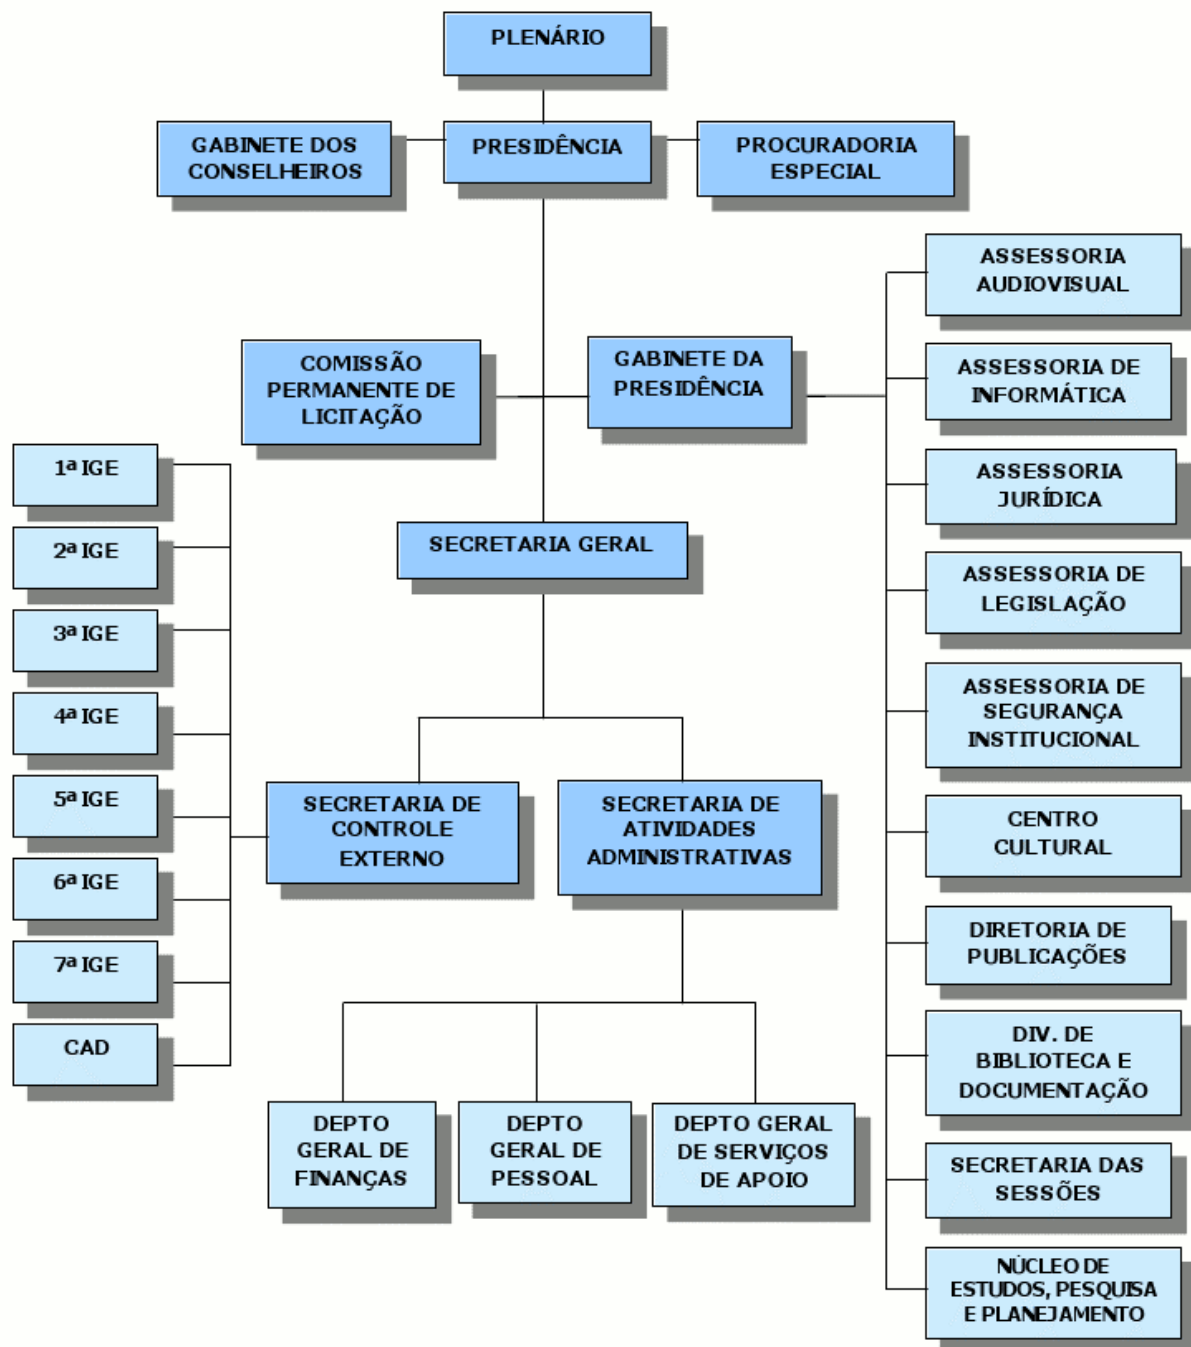 PLENÁRIO
GABINETE DOS
CONSELHEIROS
PRESIDÊNCIA
PROCURADORIA
ESPECIAL
COMISSÃO
PERMANENTE DE
LICITAÇÃO
GABINETE DA
PRESIDÊNCIA
ASSESSORIA
AUDIOVISUAL
ASSESSORIA DE
INFORMÁTICA
ASSESSORIA
JURÍDICA
ASSESSORIA DE
LEGISLAÇÃO
ASSESSORIA DE
SEGURANÇA
INSTITUCIONAL
CENTRO
CULTURAL
DIRETORIA DE
PUBLICAÇÕES
DIV. DE
BIBLIOTECA E
DOCUMENTAÇÃO
SECRETARIA DAS
SESSÕES
NÚCLEO DE
ESTUDOS, PESQUISA
E PLANEJAMENTO
SECRETARIA GERAL
1ª IGE
2ª IGE
3ª IGE
4ª IGE
5ª IGE
6ª IGE
7ª IGE
CAD
SECRETARIA DE
CONTROLE
EXTERNO
SECRETARIA DE
ATIVIDADES
ADMINISTRATIVAS
DEPTO
GERAL DE
FINANÇAS
DEPTO
GERAL DE
PESSOAL
DEPTO GERAL
DE SERVIÇOS
DE APOIO